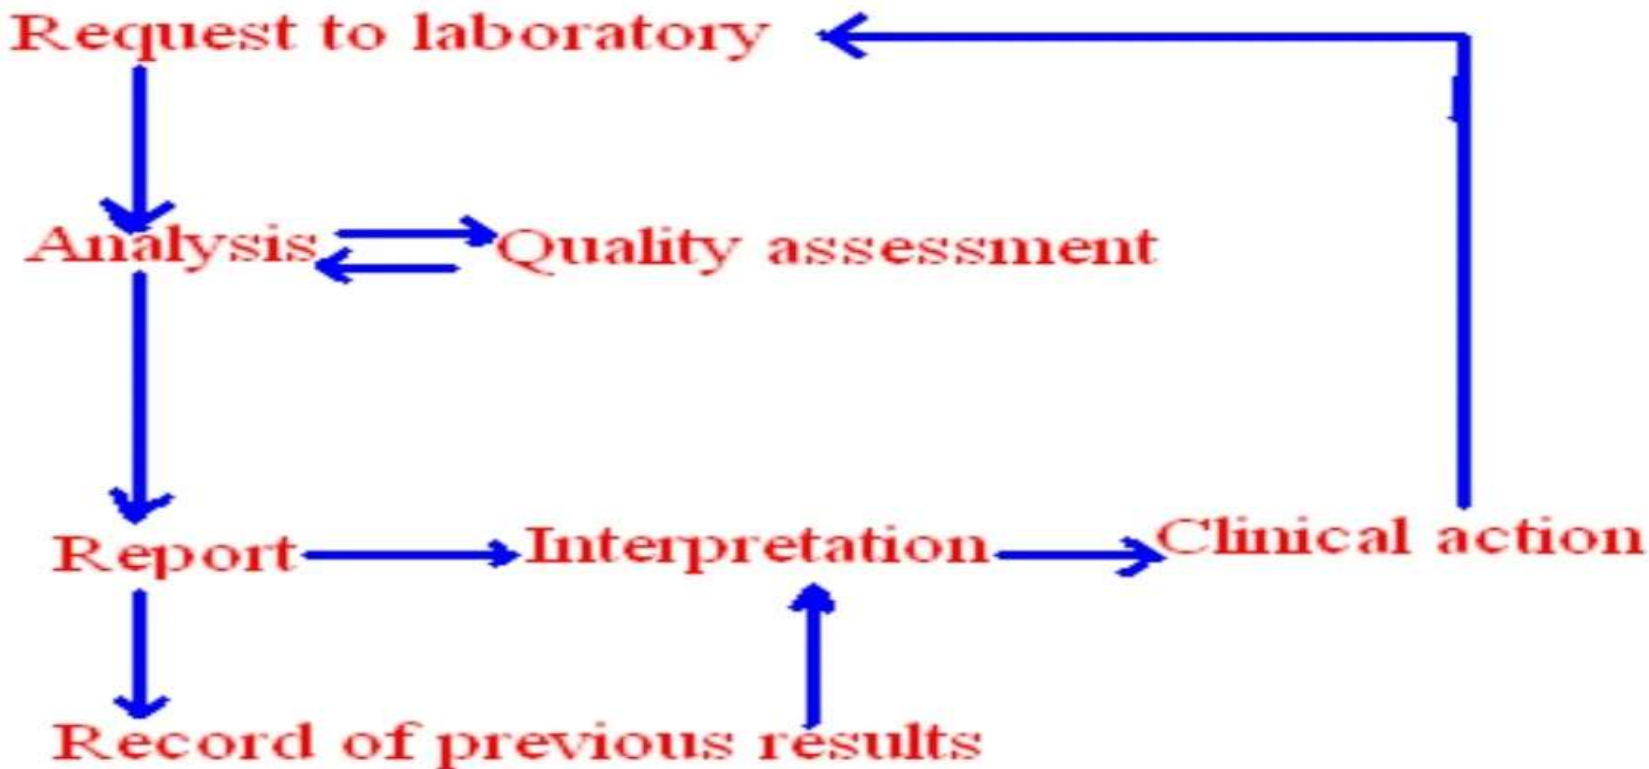 Request to laboratory
Analysis Quality assessment
Report Interpretation Clinical action
Record of previous results